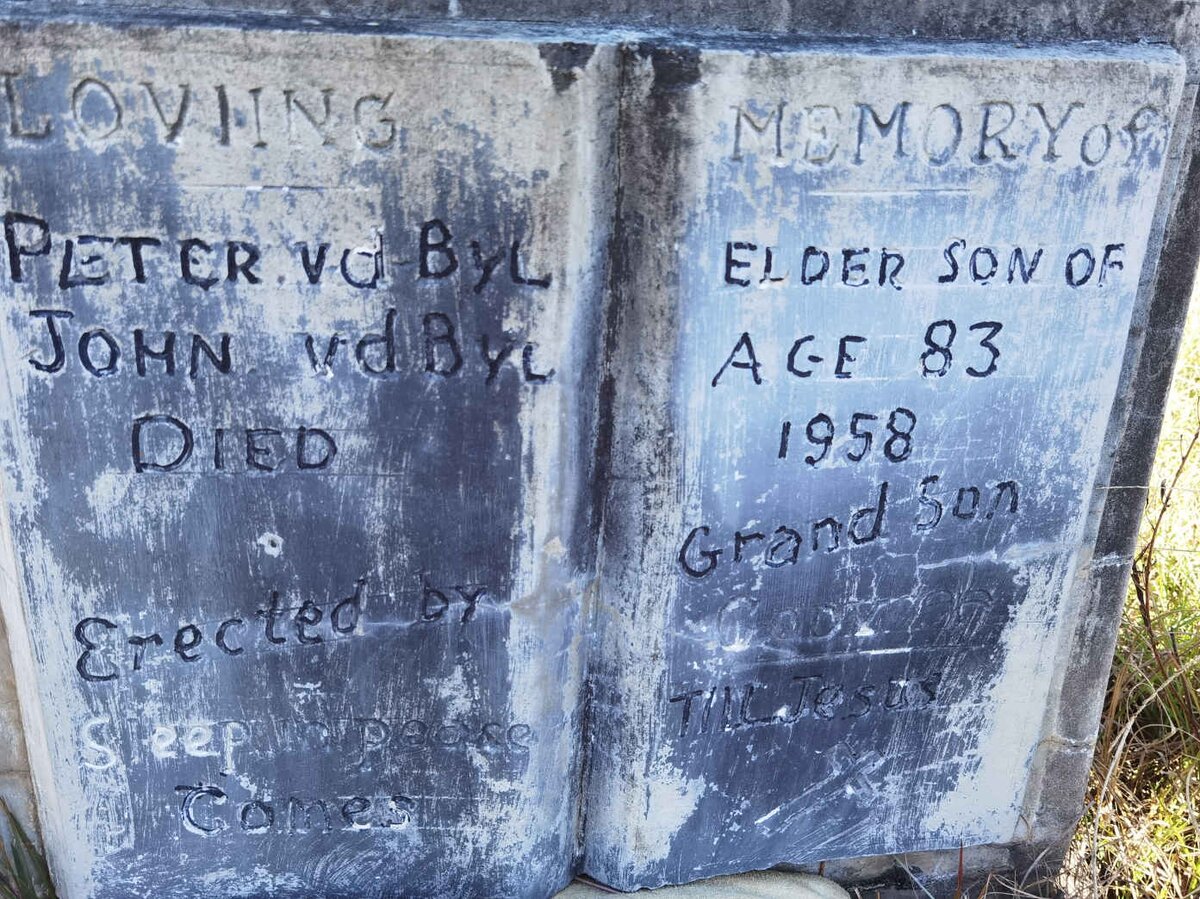 LOVIING MEMORY of
PETER vd BYL ELDER SON OF
JOHN vd BYL AGE 83
DIED 1958
Erected by Grand Son
Sleep in peace TILL Jesus
Comes